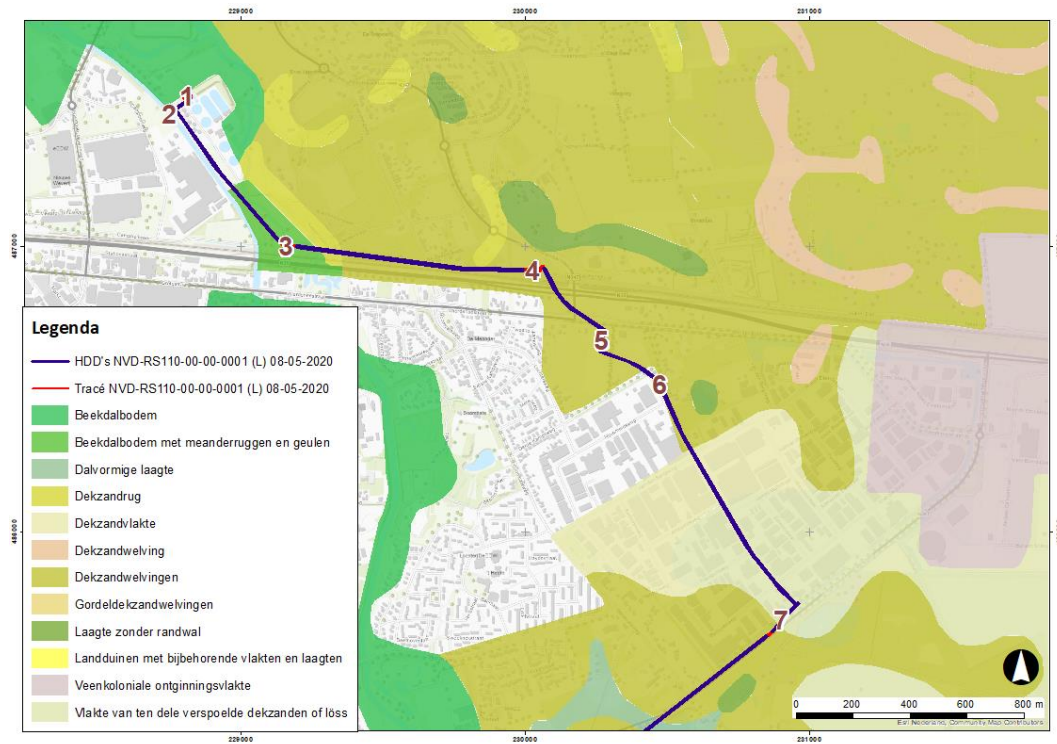 229000
230000
231000
1
2
3
487000
4
5
6
Legenda
HDD's NVD-RS110-00-00-0001 (L) 08-05-2020
Tracé NVD-RS110-00-00-0001 (L) 08-05-2020
Beekdalbodem
Beekdalbodem met meanderruggen en geulen
Dalvormige laagte
Dekzandrug
Dekzandvlakte
Dekzandwelving
Dekzandwelvingen
Gordeldekzandwelvingen
Laagte zonder randwal
Landduinen met bijbehorende vlakten en laagten
Veenkoloniale ontginningsvlakte
Vlakte van ten dele verspoelde dekzanden of löss
486000
7
0 200 400 600 800 m
Esri Nederland, Community Map Contributors
229000
230000
231000